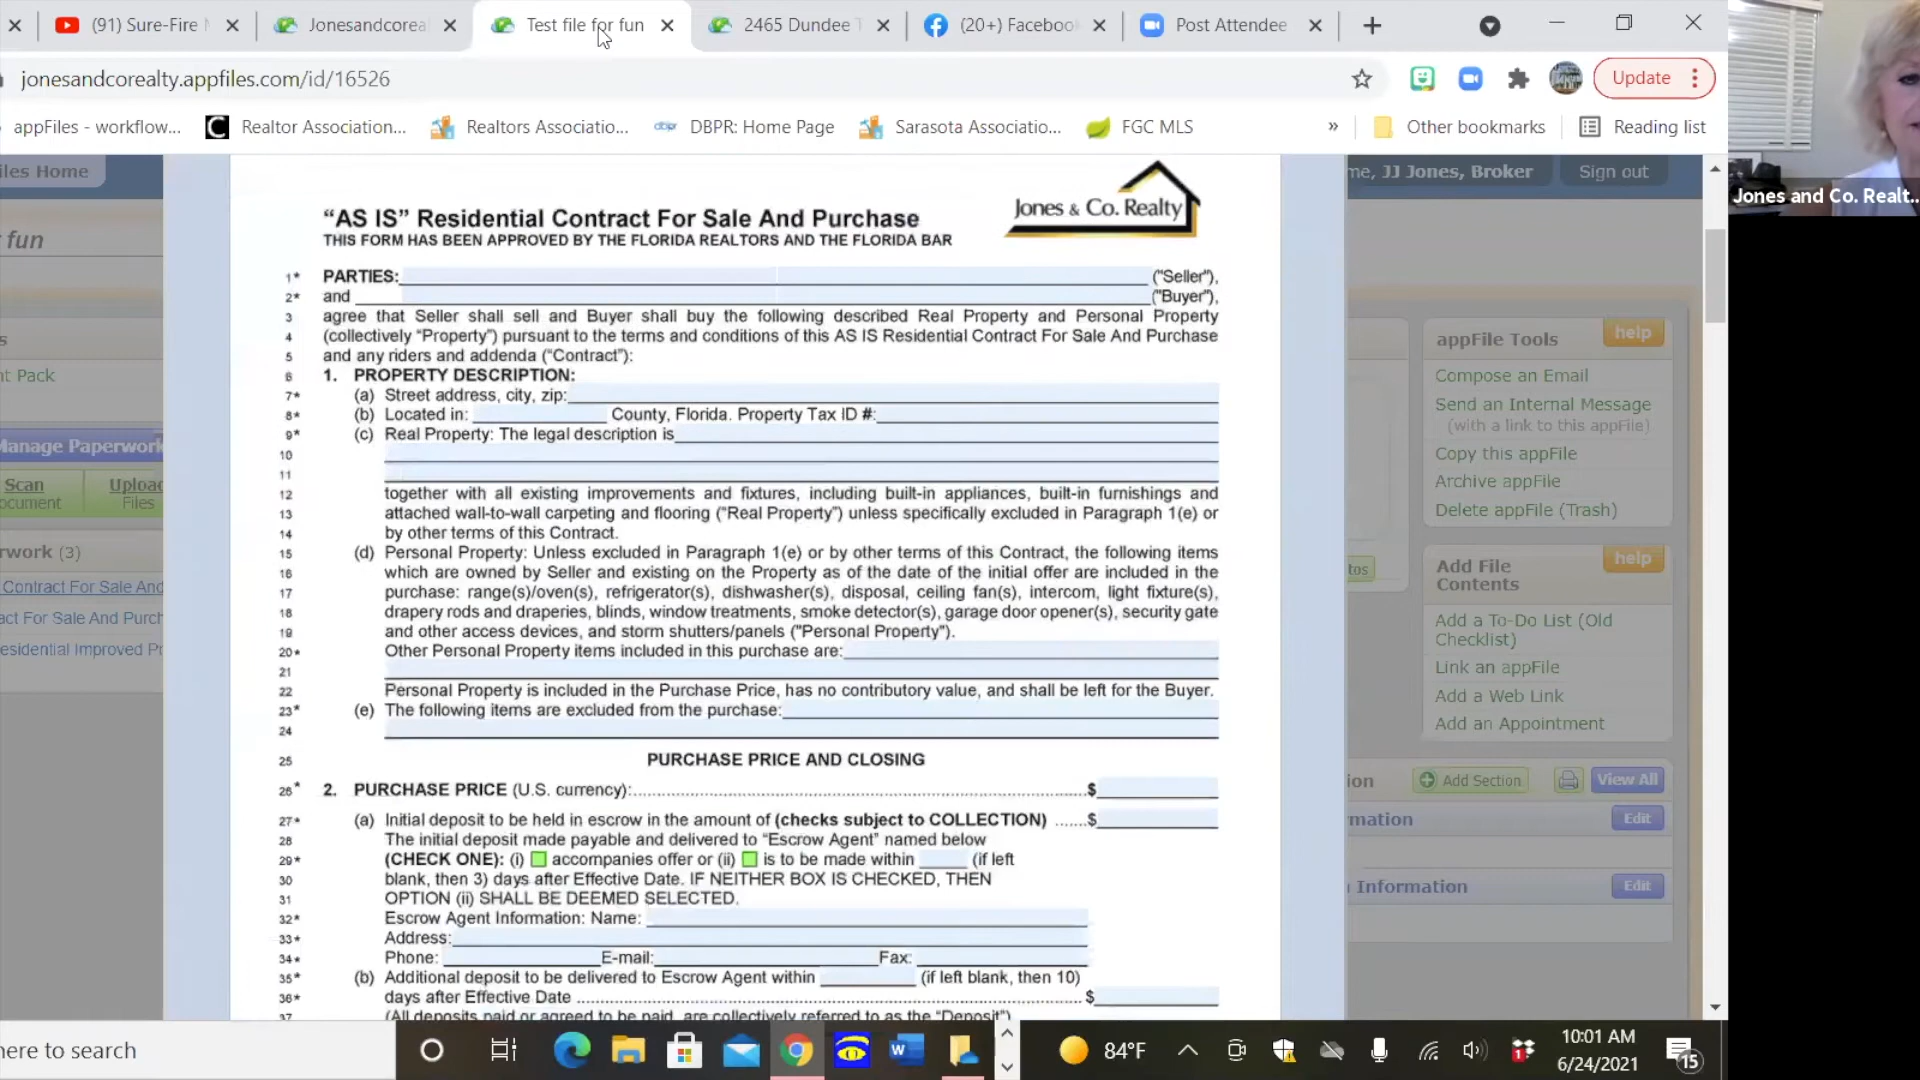 (91) Sure-Fire
Jonesandcoreal
Test file for fun
2465 Dundee
(20+) Facebook
Post Attendee
jonesandcorealty.appfiles.com/id/16526
Update
appFiles - workflow...
Realtor Association...
Realtors Associatio...
DBPR: Home Page
Sarasota Associatio...
FGC MLS
»
Other bookmarks
Reading list
iles Home
me, JJ Jones, Broker
Sign out
Jones and Co. Realt...
fun
Jones & Co. Realty
"AS IS" Residential Contract For Sale And Purchase
THIS FORM HAS BEEN APPROVED BY THE FLORIDA REALTORS AND THE FLORIDA BAR
1* PARTIES: ("Seller"),
2* and ("Buyer"),
3 agree that Seller shall sell and Buyer shall buy the following described Real Property and Personal Property
4 (collectively "Property") pursuant to the terms and conditions of this AS IS Residential Contract For Sale And Purchase
5 and any riders and addenda ("Contract"):
6 1. PROPERTY DESCRIPTION:
7* (a) Street address, city, zip:
8* (b) Located in: County, Florida. Property Tax ID #:
9* (c) Real Property: The legal description is
10
11
12 together with all existing improvements and fixtures, including built-in appliances, built-in furnishings and
13 attached wall-to-wall carpeting and flooring ("Real Property") unless specifically excluded in Paragraph 1(e) or
14 by other terms of this Contract.
15 (d) Personal Property: Unless excluded in Paragraph 1(e) or by other terms of this Contract, the following items
16 which are owned by Seller and existing on the Property as of the date of the initial offer are included in the
17 purchase: range(s)/oven(s), refrigerator(s), dishwasher(s), disposal, ceiling fan(s), intercom, light fixture(s),
18 drapery rods and draperies, blinds, window treatments, smoke detector(s), garage door opener(s), security gate
19 and other access devices, and storm shutters/panels ("Personal Property").
20* Other Personal Property items included in this purchase are:
21
22 Personal Property is included in the Purchase Price, has no contributory value, and shall be left for the Buyer.
23* (e) The following items are excluded from the purchase:
24
25 PURCHASE PRICE AND CLOSING
26* 2. PURCHASE PRICE (U.S. currency):.......... $
27* (a) Initial deposit to be held in escrow in the amount of (checks subject to COLLECTION) ......$
28 The initial deposit made payable and delivered to "Escrow Agent" named below
29* (CHECK ONE): (i) accompanies offer or (ii) is to be made within (if left
30 blank, then 3) days after Effective Date. IF NEITHER BOX IS CHECKED, THEN
31 OPTION (ii) SHALL BE DEEMED SELECTED.
32* Escrow Agent Information: Name:
33* Address:
34* Phone: E-mail: Fax:
35* (b) Additional deposit to be delivered to Escrow Agent within (if left blank, then 10)
36* days after Effective Date .......... $
37 (All deposits paid or agreed to be paid, are collectively referred to as the "Deposit")
s
nt Pack
Manage Paperwork
Scan
ocument
Upload
Files
rwork (3)
Contract For Sale And
act For Sale And Purch
esidential Improved Pr
appFile Tools
help
Compose an Email
Send an Internal Message
(with a link to this appFile)
Copy this appFile
Archive appFile
Delete appFile (Trash)
tos
Add File
Contents
help
Add a To-Do List (Old
Checklist)
Link an appFile
Add a Web Link
Add an Appointment
ion
Add Section
View All
rmation
Edit
Information
Edit
here to search
84°F
1
10:01 AM
6/24/2021
15